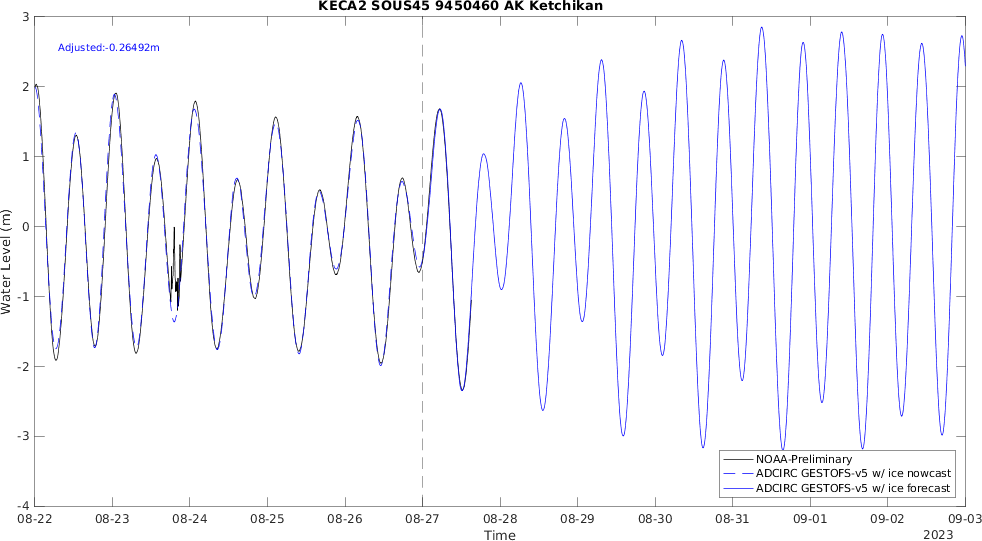 KECA2 SOUS45 9450460 AK Ketchikan
Adjusted:-0.26492m
3
2
1
0
-1
-2
-3
-4
Water Level (m)
NOAA-Preliminary
ADCIRC GESTOFS-v5 w/ ice nowcast
ADCIRC GESTOFS-v5 w/ ice forecast
08-22 08-23 08-24 08-25 08-26 08-27 08-28 08-29 08-30 08-31 09-01 09-02 09-03
Time
2023